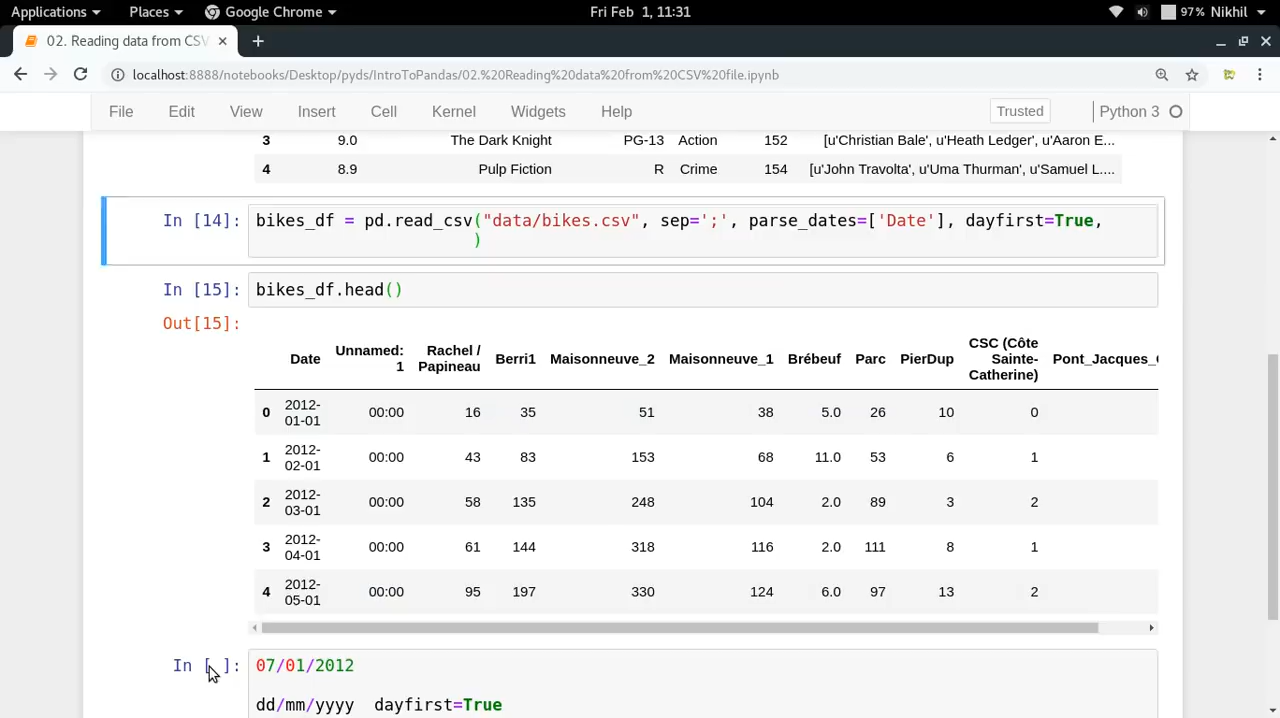 Applications Places Google Chrome Fri Feb 1, 11:31 97% Nikhil
02. Reading data from CSV
localhost:8888/notebooks/Desktop/pyds/IntroToPandas/02.%20Reading%20data%20from%20CSV%20file.ipynb
File Edit View Insert Cell Kernel Widgets Help Trusted Python 3
3 9.0 The Dark Knight PG-13 Action 152 [u'Christian Bale', u'Heath Ledger', u'Aaron E...
4 8.9 Pulp Fiction R Crime 154 [u'John Travolta', u'Uma Thurman', u'Samuel L....
In [14]: bikes_df = pd.read_csv("data/bikes.csv", sep=';', parse_dates=['Date'], dayfirst=True,
)
In [15]: bikes_df.head()
Out[15]:
Date Unnamed: 1 Rachel / Papineau Berri1 Maisonneuve_2 Maisonneuve_1 Brébeuf Parc PierDup CSC (Côte Sainte-Catherine) Pont_Jacques_
0 2012-01-01 00:00 16 35 51 38 5.0 26 10 0
1 2012-02-01 00:00 43 83 153 68 11.0 53 6 1
2 2012-03-01 00:00 58 135 248 104 2.0 89 3 2
3 2012-04-01 00:00 61 144 318 116 2.0 111 8 1
4 2012-05-01 00:00 95 197 330 124 6.0 97 13 2
In [ ]: 07/01/2012
dd/mm/yyyy dayfirst=True